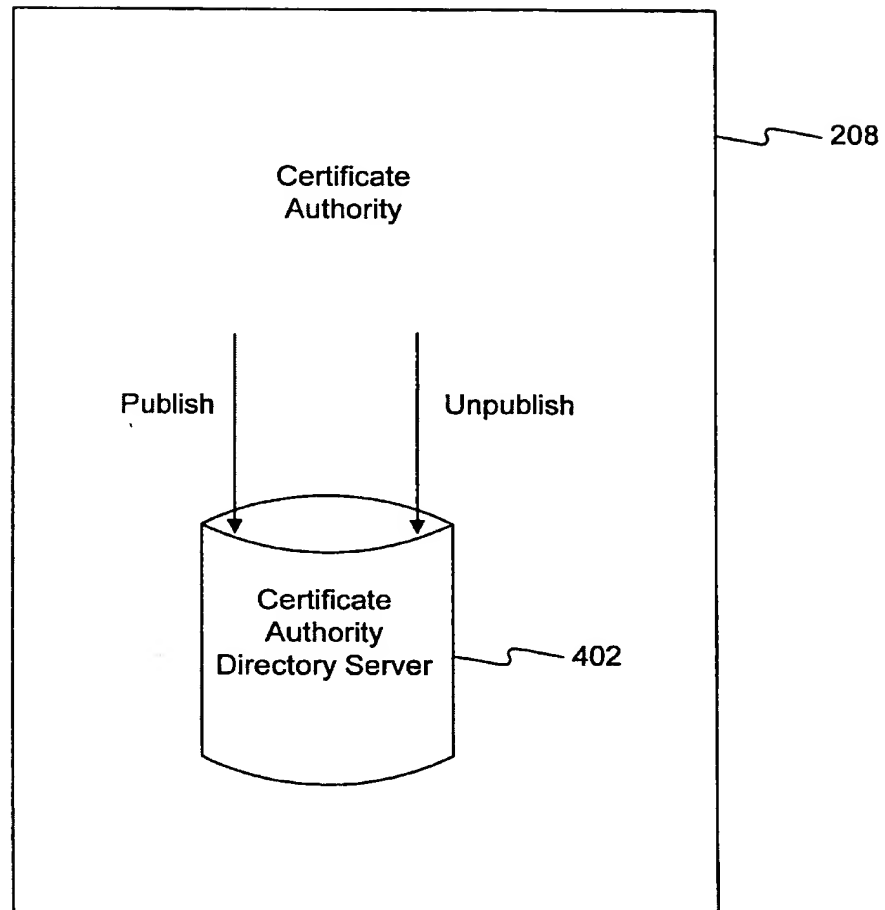 208
Certificate
Authority
Publish
Unpublish
Certificate
Authority
Directory Server
402